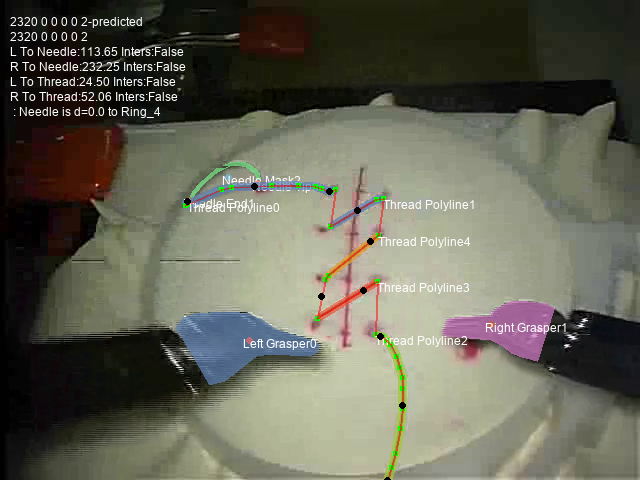 2320 0 0 0 0 2-predicted
2320 0 0 0 0 2
L To Needle:113.65 Inters:False
R To Needle:232.25 Inters:False
L To Thread:24.50 Inters:False
R To Thread:52.06 Inters:False
: Needle is d=0.0 to Ring_4
Needle Mask2
Needle End1
Thread Polyline0
Thread Polyline1
Thread Polyline4
Thread Polyline3
Right Grasper1
Left Grasper0
Thread Polyline2